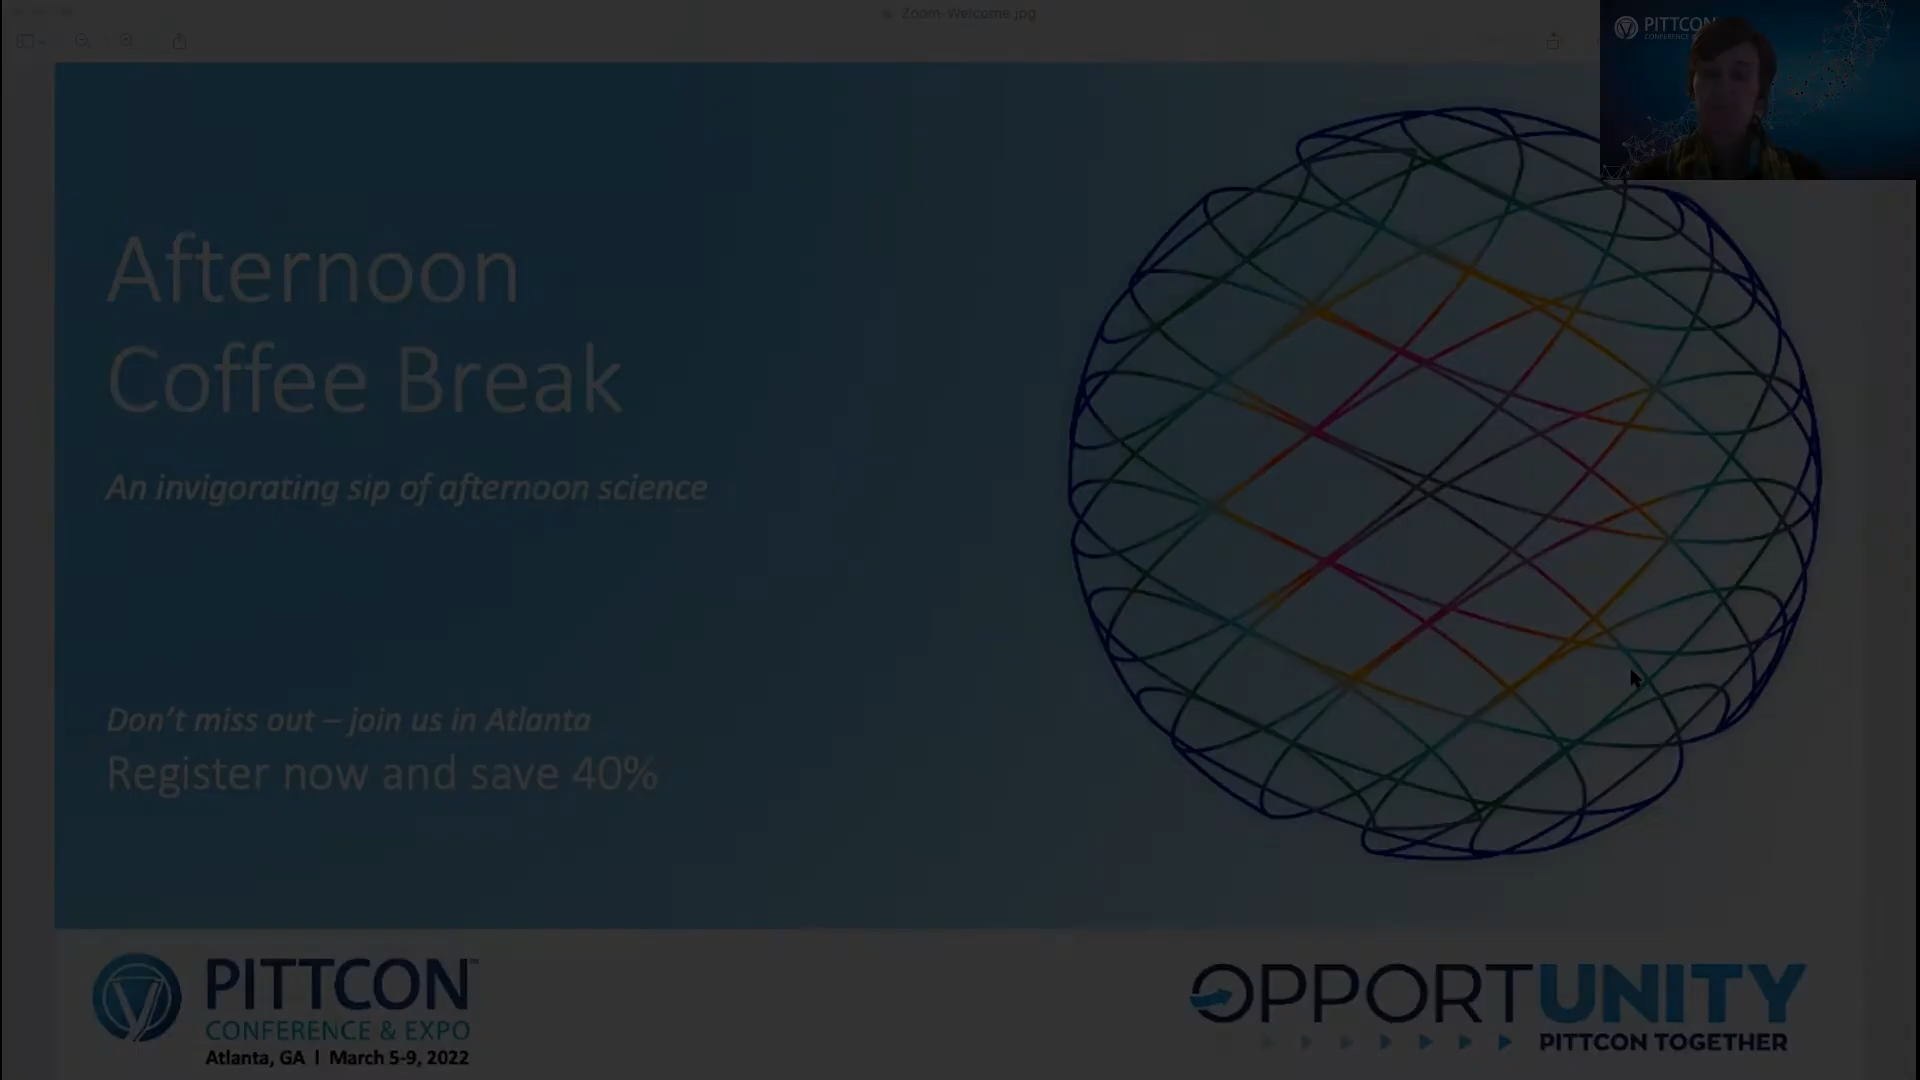 Zoom-Welcome.jpg
PITTCON
Afternoon
Coffee Break
An invigorating sip of afternoon science
Don't miss out – join us in Atlanta
Register now and save 40%
PITTCON™
CONFERENCE & EXPO
Atlanta, GA | March 5-9, 2022
OPPORTUNITY
PITTCON TOGETHER